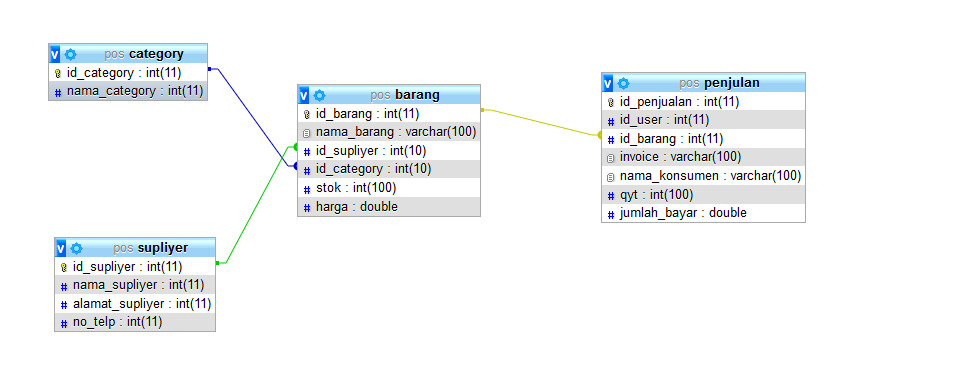 pos category
id_category : int(11)
nama_category : int(11)
pos barang
id_barang : int(11)
nama_barang : varchar(100)
id_supliyer : int(10)
id_category : int(10)
stok : int(100)
harga : double
pos penjulan
id_penjualan : int(11)
id_user : int(11)
id_barang : int(11)
invoice : varchar(100)
nama_konsumen : varchar(100)
qyt : int(100)
jumlah_bayar : double
pos supliyer
id_supliyer : int(11)
nama_supliyer : int(11)
alamat_supliyer : int(11)
no_telp : int(11)